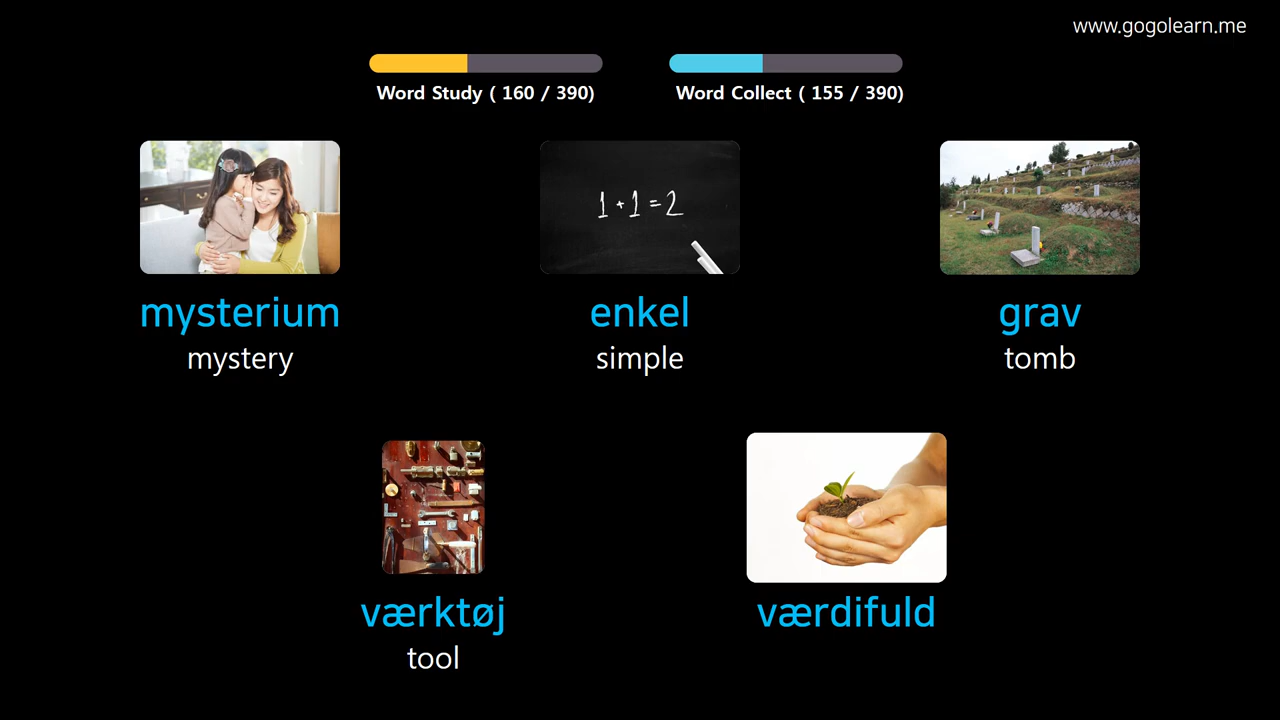 www.gogolearn.me
Word Study ( 160 / 390)
Word Collect ( 155 / 390)
1 + 1 = 2
mysterium
mystery
enkel
simple
grav
tomb
værktøj
tool
værdifuld